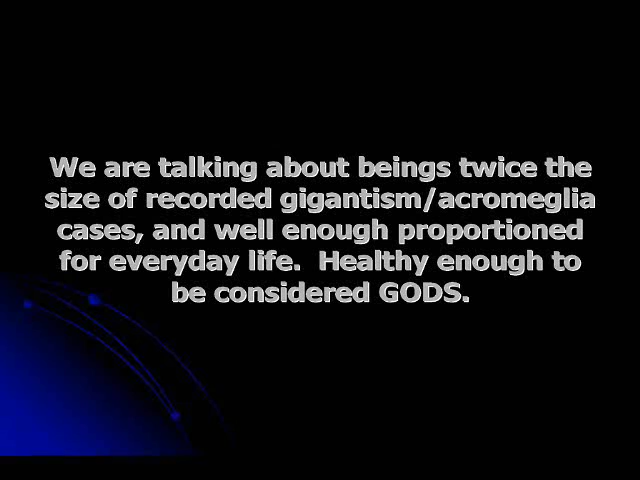 We are talking about beings twice the
size of recorded gigantism/acromeglia
cases, and well enough proportioned
for everyday life.  Healthy enough to
be considered GODS.